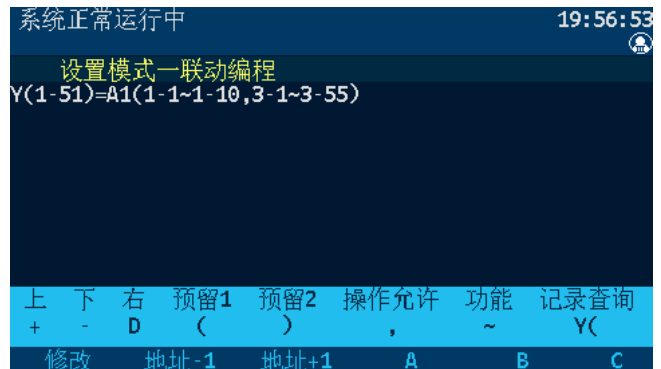 系统正常运行中 19:56:53
设置模式一联动编程
Y(1-51)=A1(1-1~1-10,3-1~3-55)
上 下 右 预留1 预留2 操作允许 功能 记录查询
+ - D ( ) , ~ Y(
修改 地址-1 地址+1 A B C